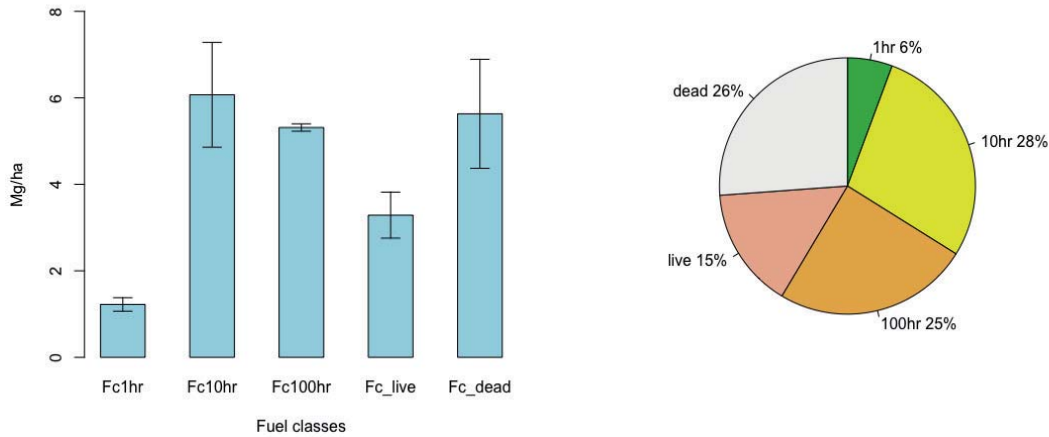 8
6
4
2
0
Mg/ha
Fc1hr Fc10hr Fc100hr Fc_live Fc_dead
Fuel classes
1hr 6%
dead 26%
10hr 28%
live 15%
100hr 25%